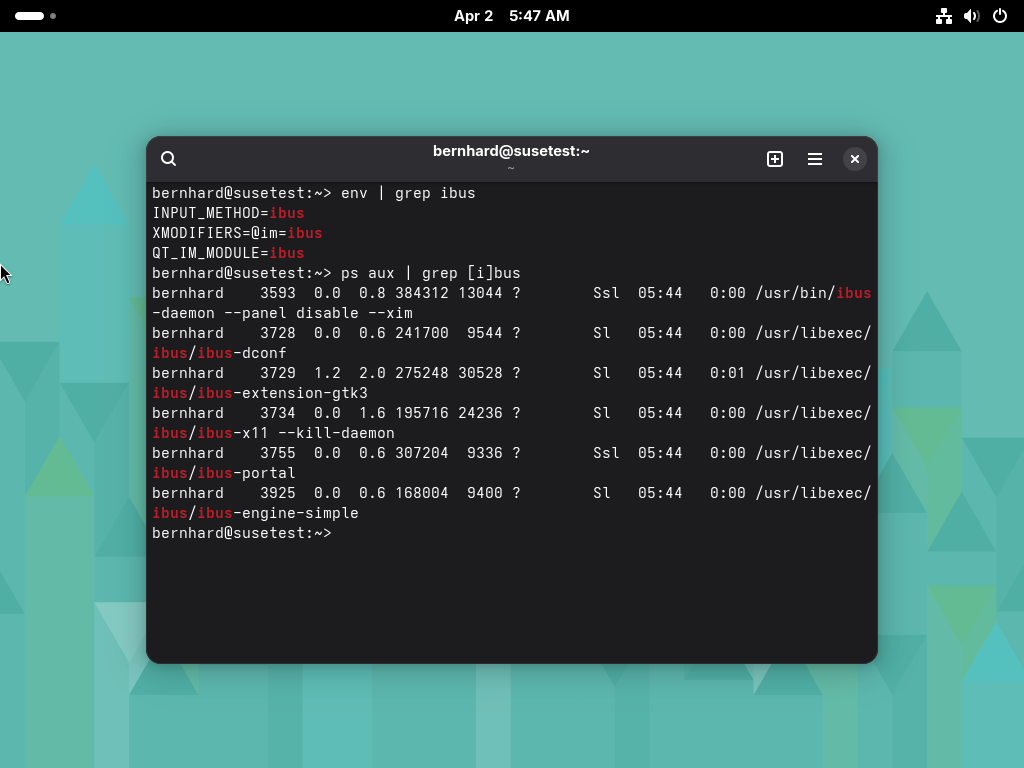 Apr 2 5:47 AM
bernhard@susetest:~
~
bernhard@susetest:~> env | grep ibus
INPUT_METHOD=ibus
XMODIFIERS=@im=ibus
QT_IM_MODULE=ibus
bernhard@susetest:~> ps aux | grep [i]bus
bernhard    3593  0.0  0.8 384312 13044 ?        Ssl  05:44   0:00 /usr/bin/ibus
-daemon --panel disable --xim
bernhard    3728  0.0  0.6 241700  9544 ?        Sl   05:44   0:00 /usr/libexec/
ibus/ibus-dconf
bernhard    3729  1.2  2.0 275248 30528 ?        Sl   05:44   0:01 /usr/libexec/
ibus/ibus-extension-gtk3
bernhard    3734  0.0  1.6 195716 24236 ?        Sl   05:44   0:00 /usr/libexec/
ibus/ibus-x11 --kill-daemon
bernhard    3755  0.0  0.6 307204  9336 ?        Ssl  05:44   0:00 /usr/libexec/
ibus/ibus-portal
bernhard    3925  0.0  0.6 168004  9400 ?        Sl   05:44   0:00 /usr/libexec/
ibus/ibus-engine-simple
bernhard@susetest:~>